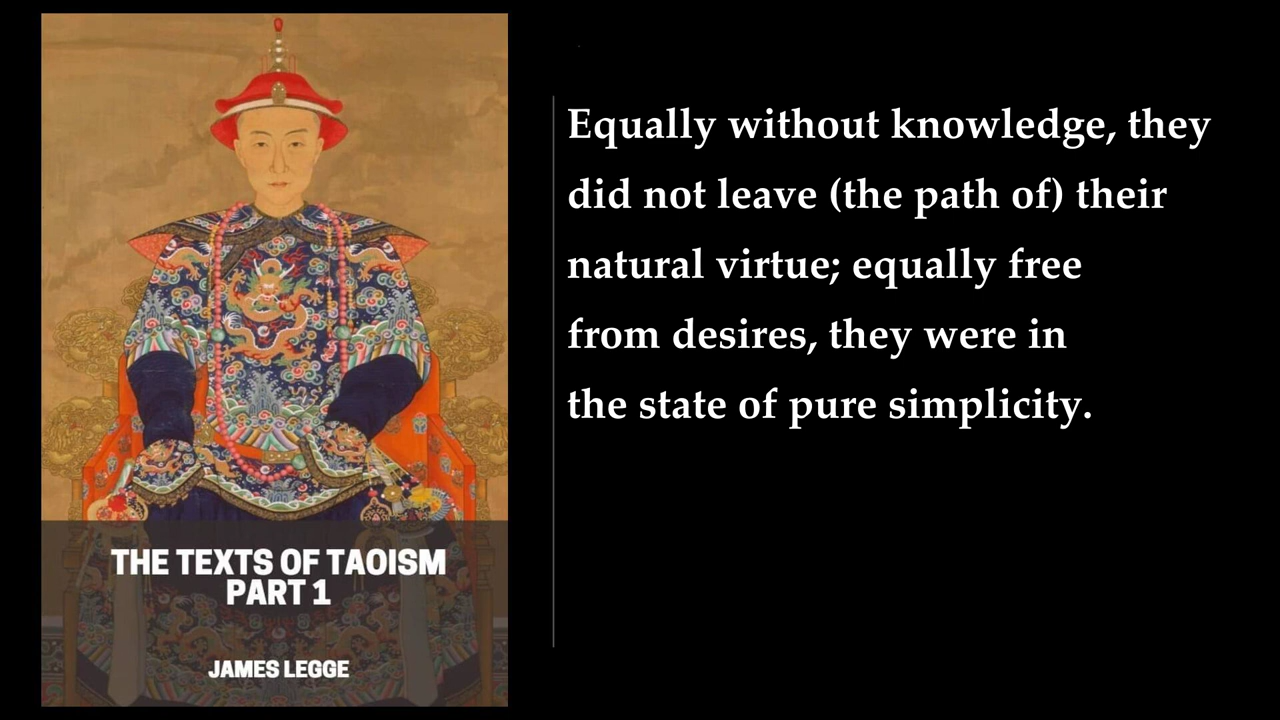 THE TEXTS OF TAOISM
PART 1
JAMES LEGGE
Equally without knowledge, they
did not leave (the path of) their
natural virtue; equally free
from desires, they were in
the state of pure simplicity.